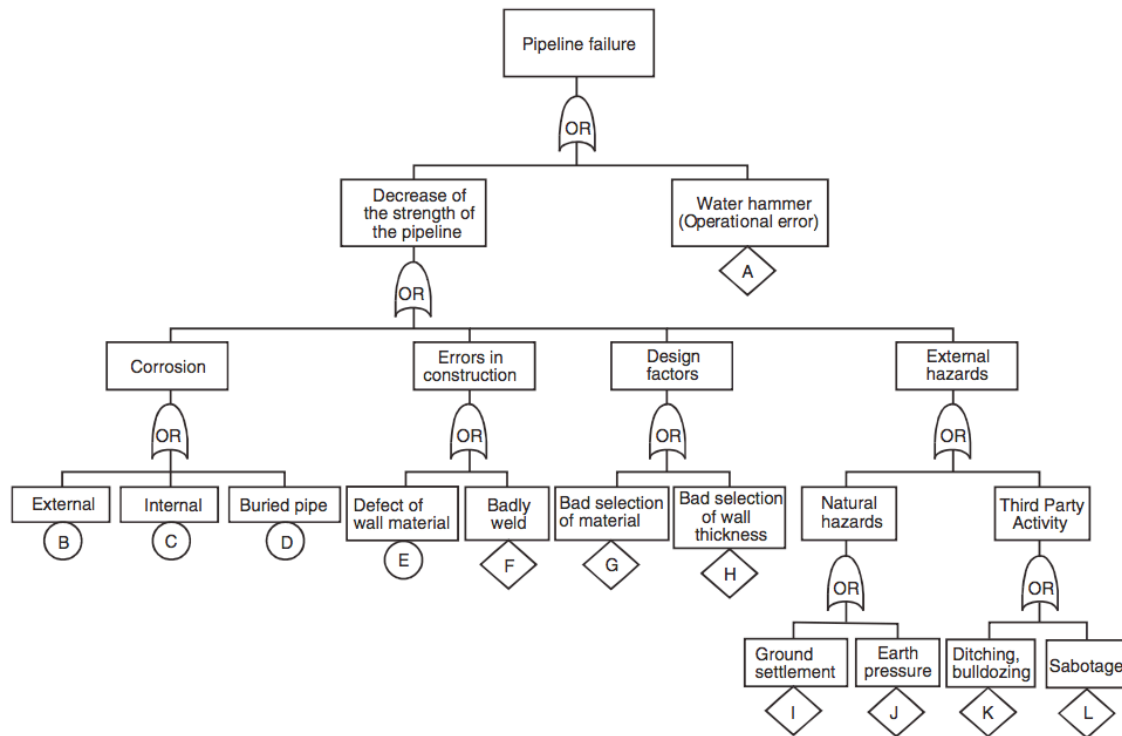 Pipeline failure
OR
Decrease of
the strength of
the pipeline
Water hammer
(Operational error)
A
OR
Corrosion
Errors in
construction
Design
factors
External
hazards
OR
OR
OR
OR
External
Internal
Buried pipe
Defect of
wall material
Badly
weld
Bad selection
of material
Bad selection
of wall
thickness
Natural
hazards
Third Party
Activity
B
C
D
E
F
G
H
OR
OR
Ground
settlement
Earth
pressure
Ditching,
bulldozing
Sabotage
I
J
K
L